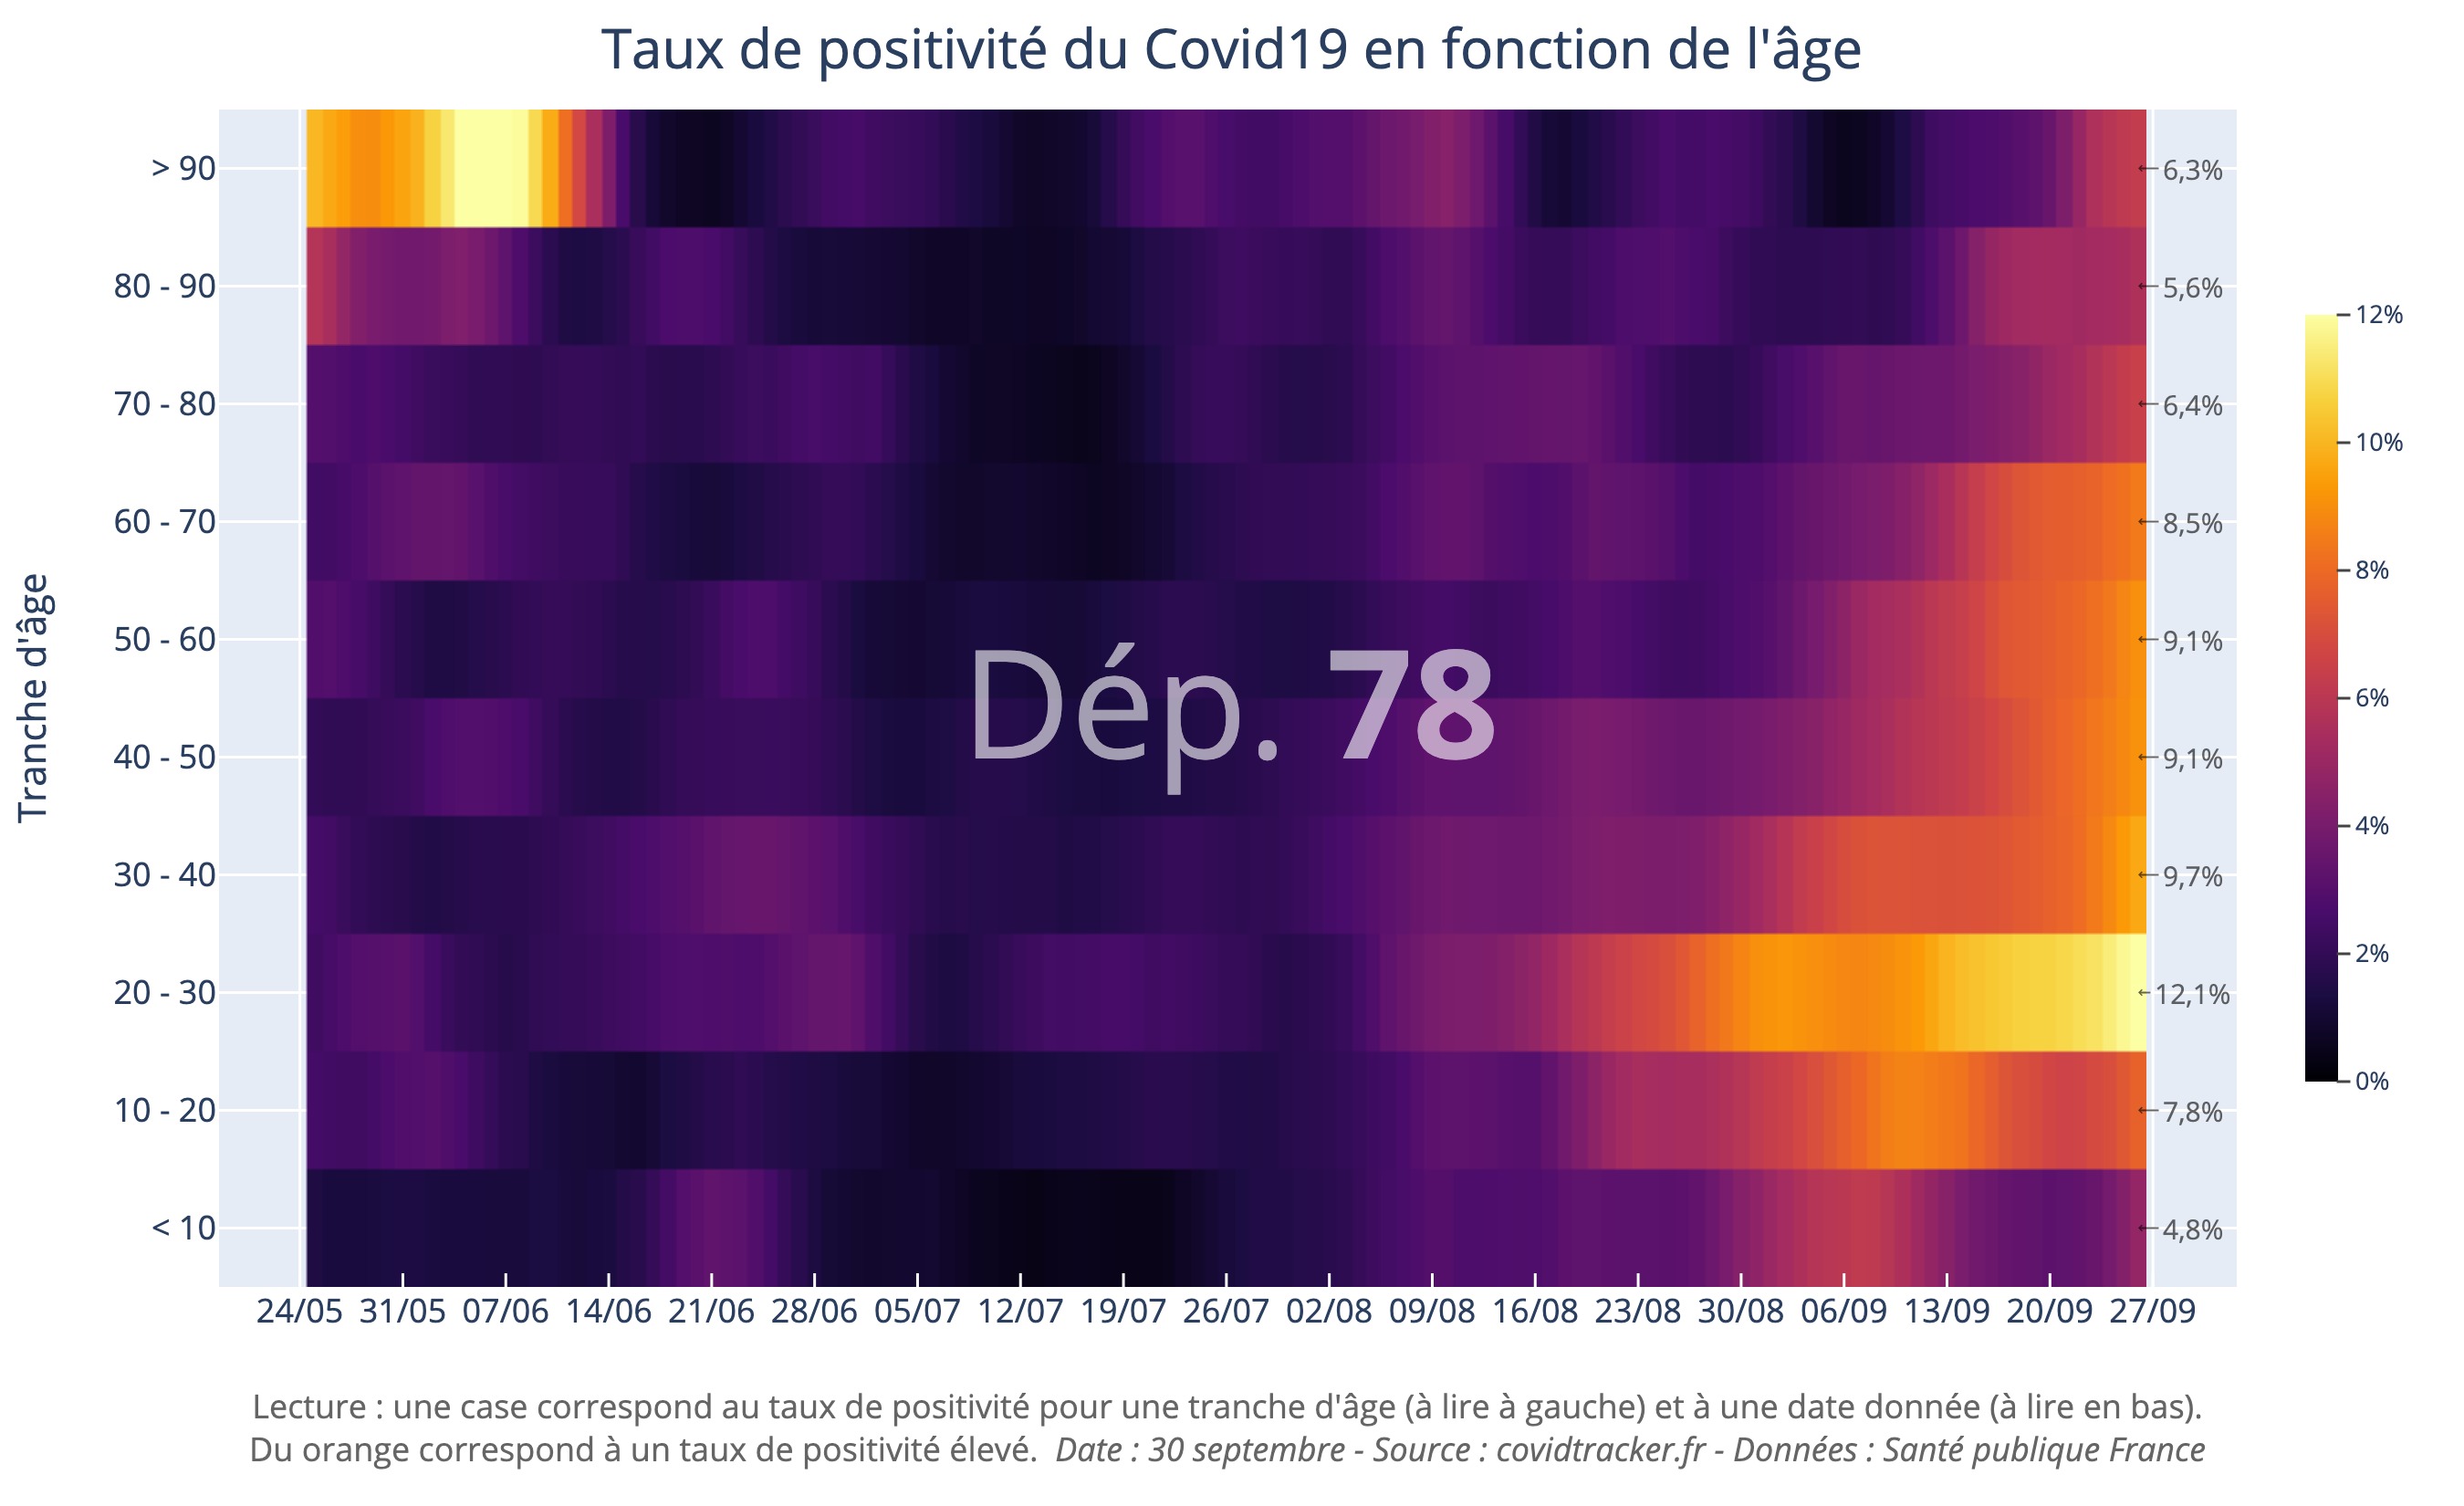 Taux de positivité du Covid19 en fonction de l'âge
Tranche d'âge
> 90
80 - 90
70 - 80
60 - 70
50 - 60
40 - 50
30 - 40
20 - 30
10 - 20
< 10
Dép. 78
6,3%
5,6%
6,4%
8,5%
9,1%
9,1%
9,7%
12,1%
7,8%
4,8%
12%
10%
8%
6%
4%
2%
0%
24/05 31/05 07/06 14/06 21/06 28/06 05/07 12/07 19/07 26/07 02/08 09/08 16/08 23/08 30/08 06/09 13/09 20/09 27/09
Lecture : une case correspond au taux de positivité pour une tranche d'âge (à lire à gauche) et à une date donnée (à lire en bas).
Du orange correspond à un taux de positivité élevé. Date : 30 septembre - Source : covidtracker.fr - Données : Santé publique France